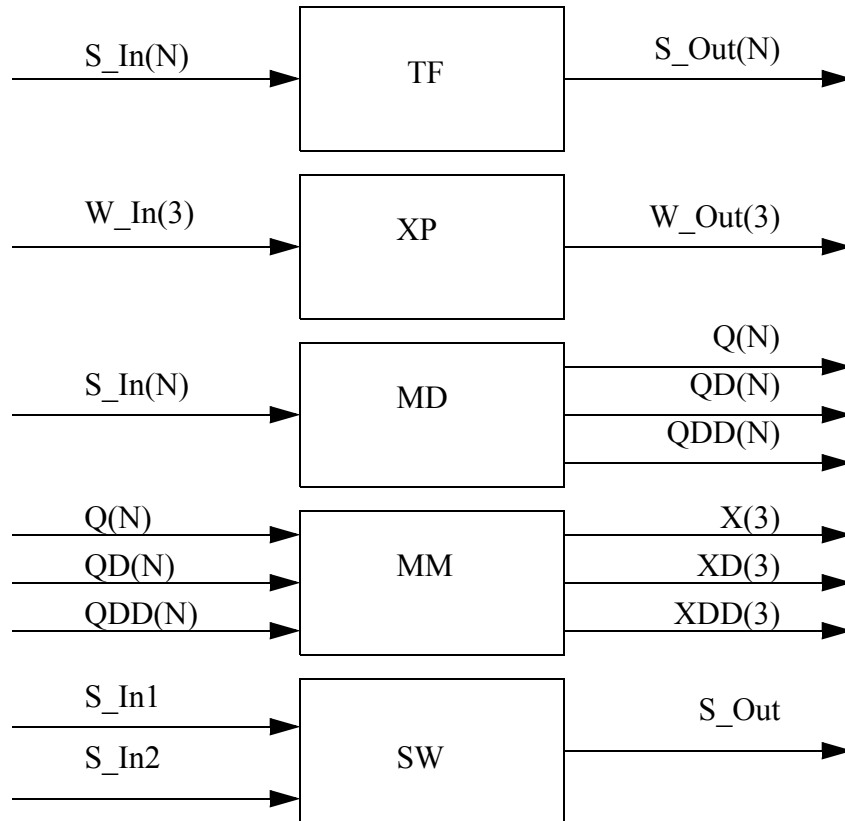 S_In(N)
TF
S_Out(N)
W_In(3)
XP
W_Out(3)
S_In(N)
MD
Q(N)
QD(N)
QDD(N)
Q(N)
QD(N)
QDD(N)
MM
X(3)
XD(3)
XDD(3)
S_In1
S_In2
SW
S_Out